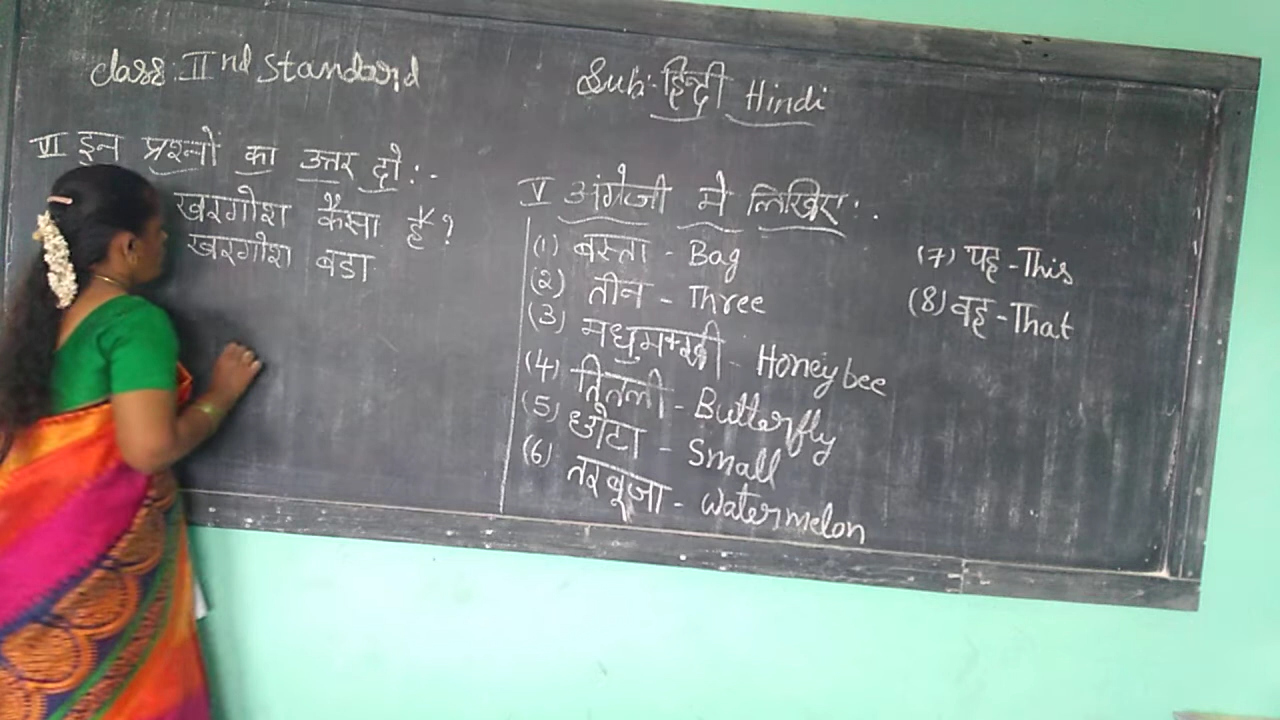 Class: IInd Standard
Sub:- हिन्दी Hindi
VI इन प्रश्नों का उत्तर दो:-
खरगोश कैसा है?
खरगोश बडा
V अंग्रेजी मे लिखिए:.
(1) बस्ता - Bag
(2) तीन - Three
(3) मधुमक्खी - Honeybee
(4) तितली - Butterfly
(5) छोटा - Small
(6) तरबूजा - Watermelon
(7) यह - This
(8) वह - That